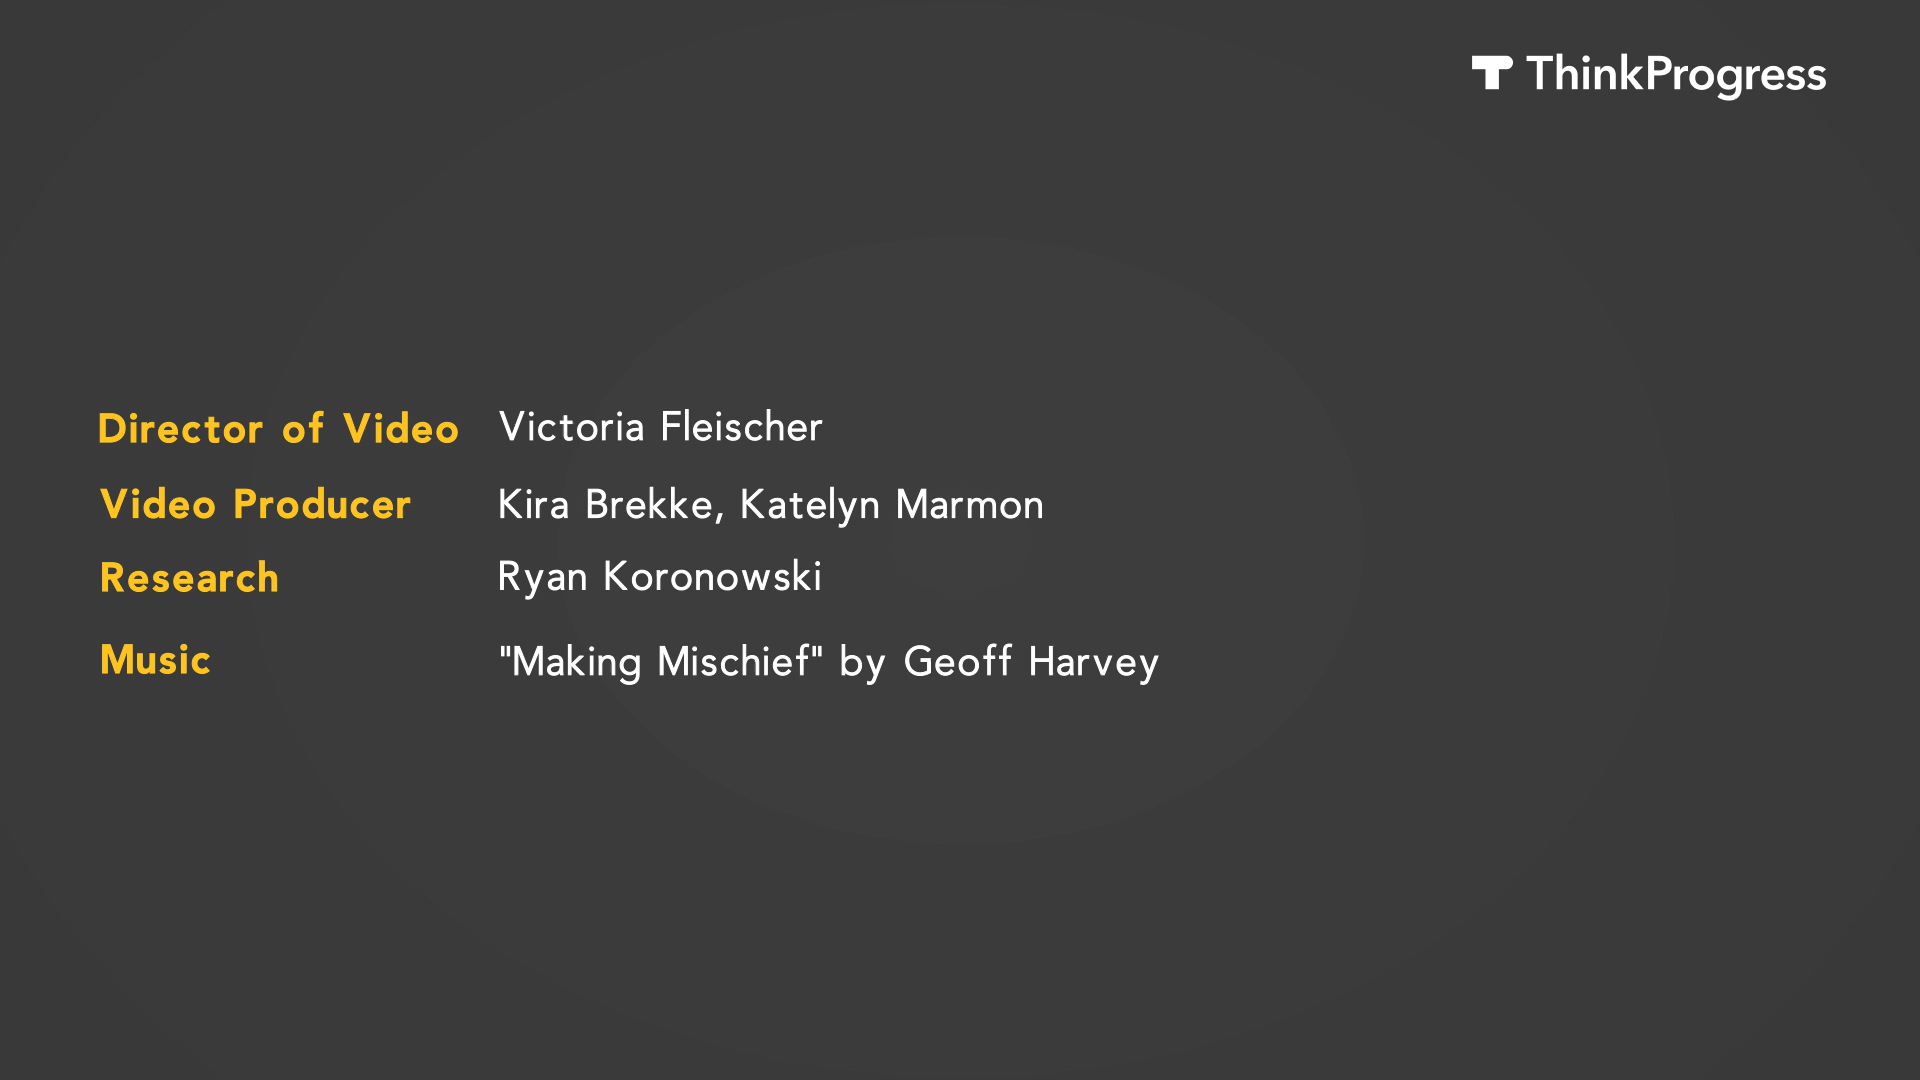 ThinkProgress
Director of Video Victoria Fleischer
Video Producer Kira Brekke, Katelyn Marmon
Research Ryan Koronowski
Music "Making Mischief" by Geoff Harvey